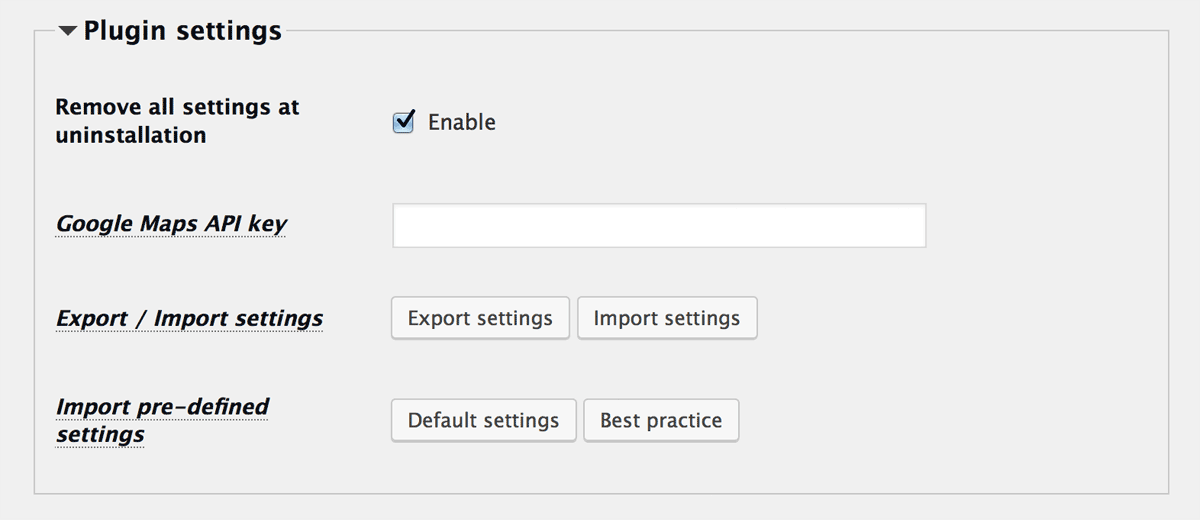 Plugin settings
Remove all settings at
uninstallation
Enable
Google Maps API key
Export / Import settings
Export settings
Import settings
Import pre-defined
settings
Default settings
Best practice